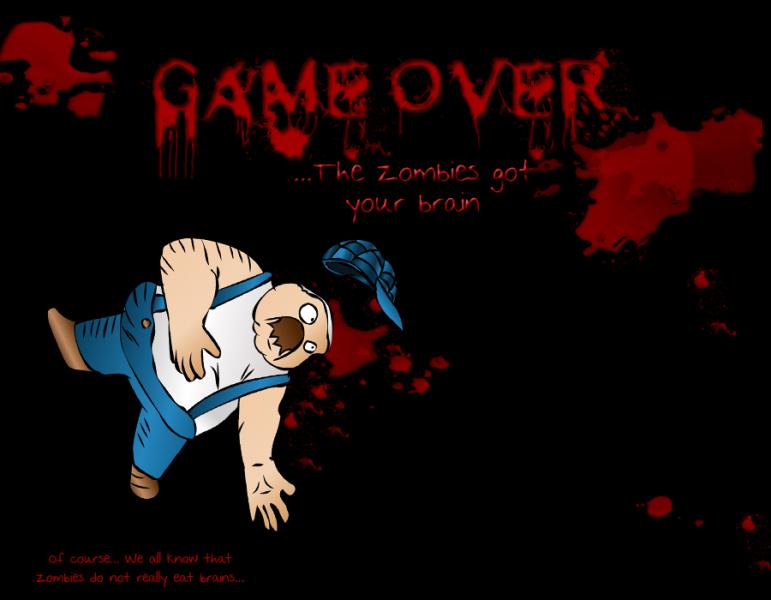 GAME OVER
...The zombies got
your brain
Of course... We all know that
zombies do not really eat brains...